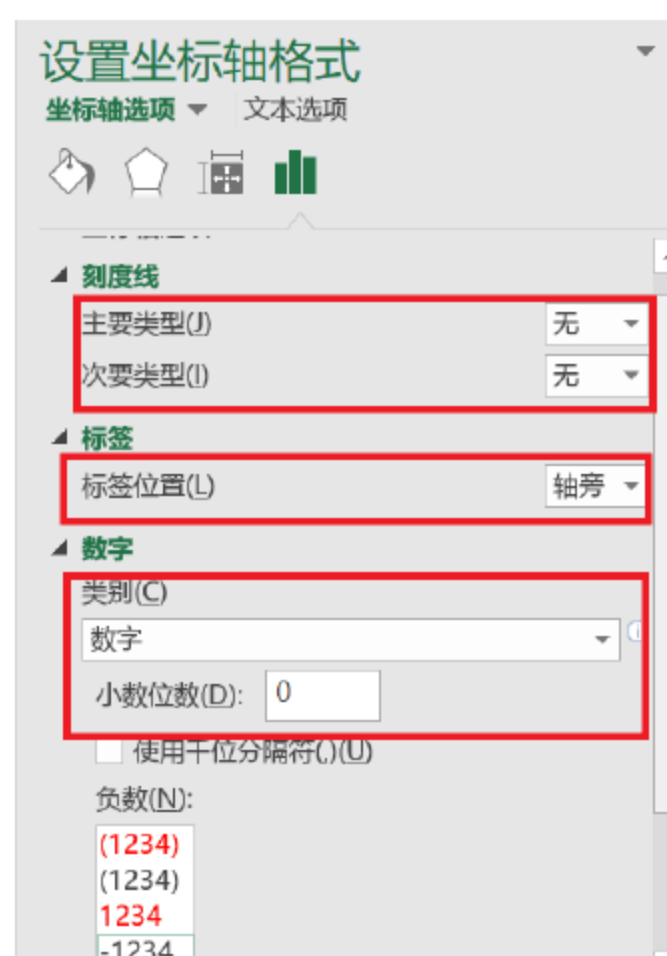 设置坐标轴格式
坐标轴选项 文本选项
刻度线
主要类型(J) 无
次要类型(I) 无
标签
标签位置(L) 轴旁
数字
类别(C)
数字
小数位数(D): 0
使用千位分隔符(,)(U)
负数(N):
(1234)
(1234)
1234
-1234